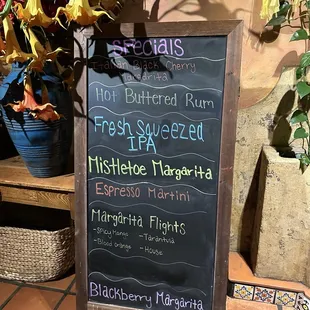 Specials
Italian Black Cherry
Margarita
Hot Buttered Rum
Fresh Squeezed
IPA
Mistletoe Margarita
Espresso Martini
Margarita Flights
- Spicy Mango - Tarantula
- Blood Orange - House
Blackberry Margarita